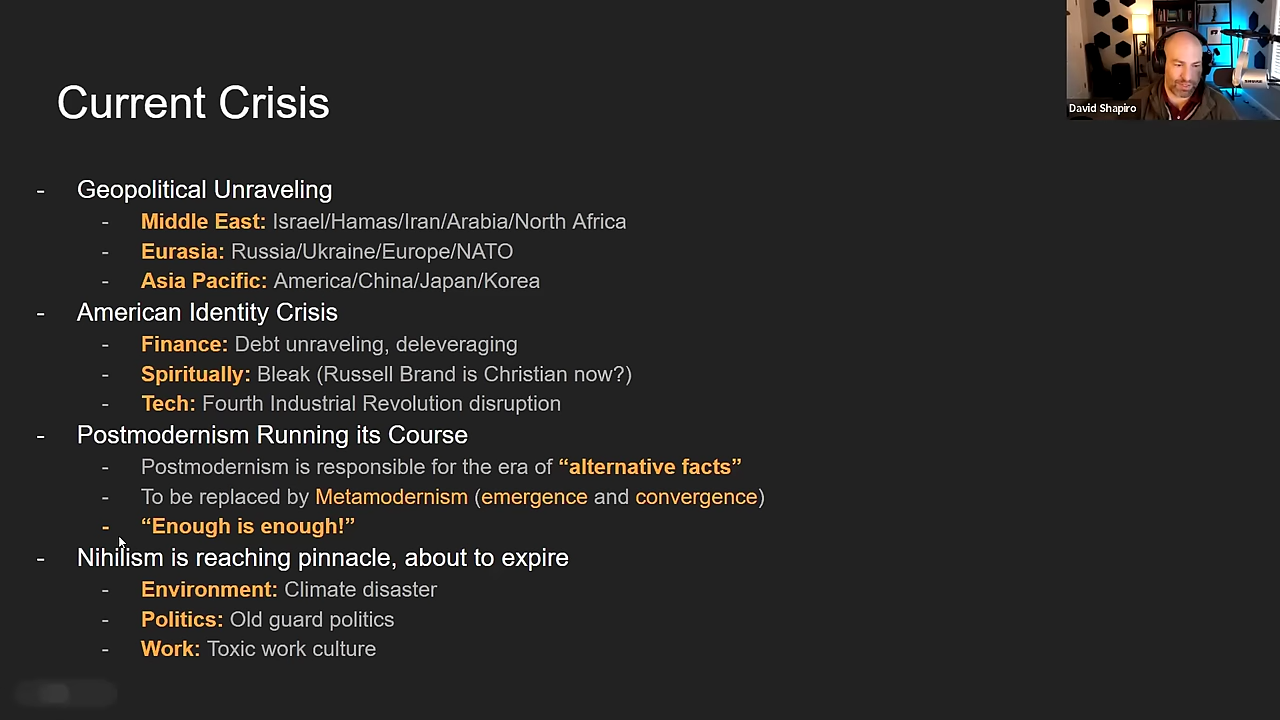 Current Crisis
David Shapiro
- Geopolitical Unraveling
- Middle East: Israel/Hamas/Iran/Arabia/North Africa
- Eurasia: Russia/Ukraine/Europe/NATO
- Asia Pacific: America/China/Japan/Korea
- American Identity Crisis
- Finance: Debt unraveling, deleveraging
- Spiritually: Bleak (Russell Brand is Christian now?)
- Tech: Fourth Industrial Revolution disruption
- Postmodernism Running its Course
- Postmodernism is responsible for the era of “alternative facts”
- To be replaced by Metamodernism (emergence and convergence)
- “Enough is enough!”
- Nihilism is reaching pinnacle, about to expire
- Environment: Climate disaster
- Politics: Old guard politics
- Work: Toxic work culture